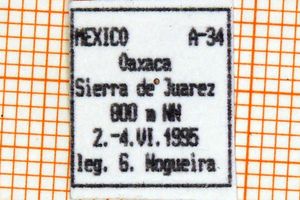 MEXICO A-34
Oaxaca
Sierra de Juarez
800 m NN
2.-4.VI.1995
leg. G. Nogueira